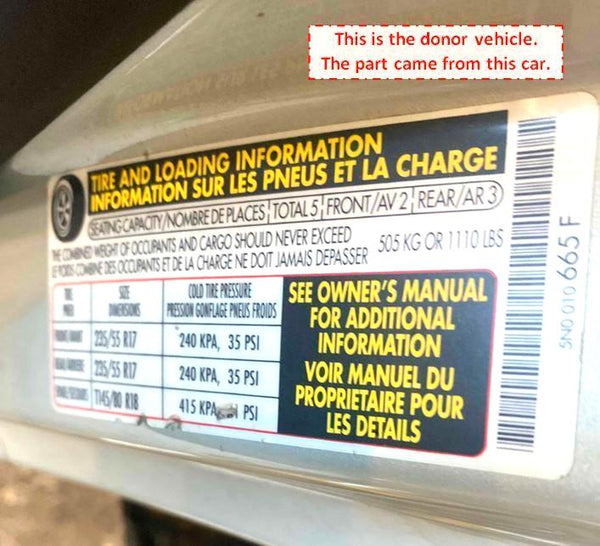 This is the donor vehicle.
The part came from this car.
TIRE AND LOADING INFORMATION
INFORMATION SUR LES PNEUS ET LA CHARGE
SEATING CAPACITY/NOMBRE DE PLACES TOTAL 5 FRONT/AV 2 REAR/AR 3
THE COMBINED WEIGHT OF OCCUPANTS AND CARGO SHOULD NEVER EXCEED
LE POIDS COMBINÉ DES OCCUPANTS ET DE LA CHARGE NE DOIT JAMAIS DEPASSER
505 KG OR 1110 LBS
SIZE COLD TIRE PRESSURE
DIMENSIONS PRESSION GONFLAGE PNEUS FROIDS
235/55 R17 240 KPA, 35 PSI
235/55 R17 240 KPA, 35 PSI
T145/80 R18 415 KPA PSI
SEE OWNER'S MANUAL
FOR ADDITIONAL
INFORMATION
VOIR MANUEL DU
PROPRIETAIRE POUR
LES DETAILS
5N0 010 665 F